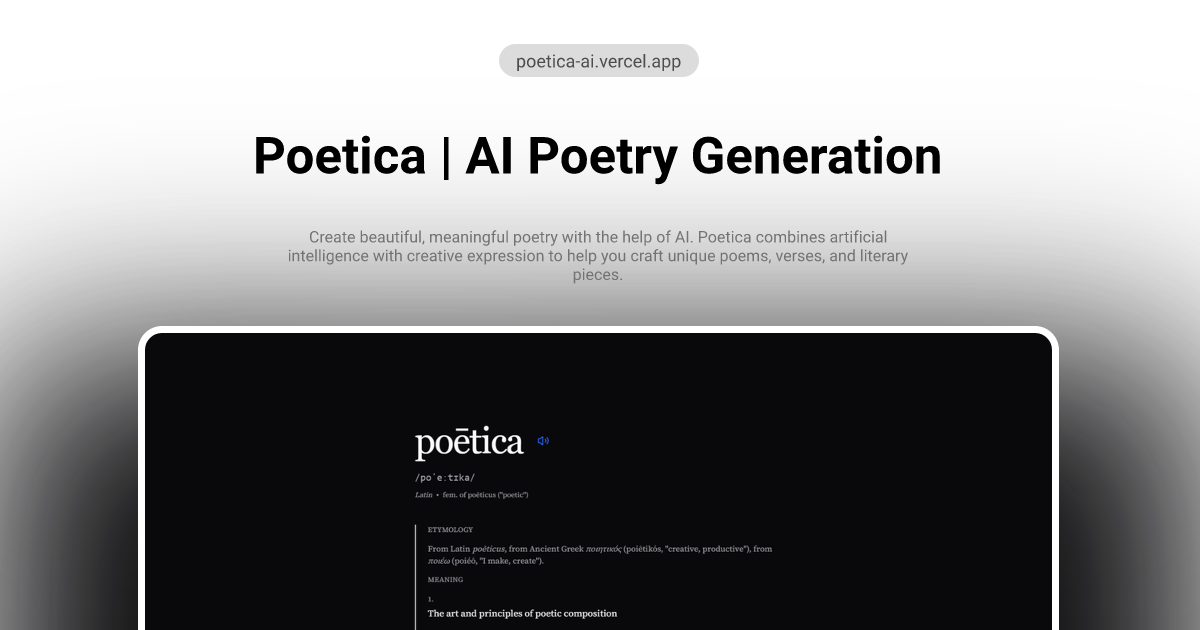 poetica-ai.vercel.app
Poetica | AI Poetry Generation
Create beautiful, meaningful poetry with the help of AI. Poetica combines artificial
intelligence with creative expression to help you craft unique poems, verses, and literary
pieces.
poētica
/poˈeːtɪka/
Latin • fem. of poēticus ("poetic")
ETYMOLOGY
From Latin poēticus, from Ancient Greek ποιητικός (poiētikós, "creative, productive"), from
ποιέω (poiéō, "I make, create").
MEANING
1.
The art and principles of poetic composition